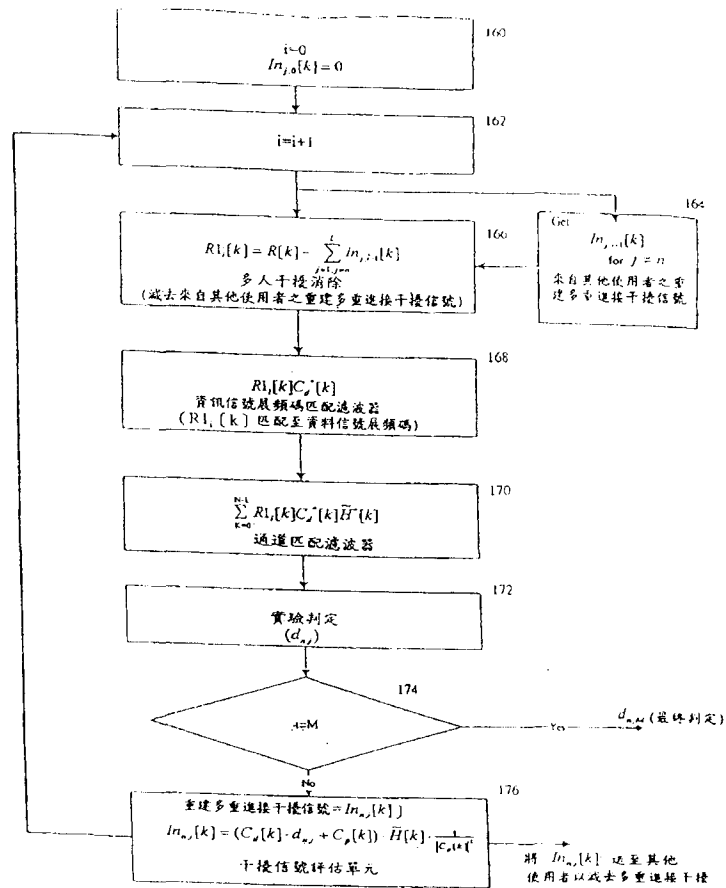 160
i=0
In_{j,0}[k]=0
162
i=i+1
164
Get
In_{j,i-1}[k]
for j≠n
來自其他使用者之重
建多重進接干擾信號
166
R1_i[k] = R[k] - \sum_{j=1,j≠n}^{L} In_{j,i-1}[k]
多人干擾消除
(減去來自其他使用者之重建多重進接干擾信號)
168
R1_i[k]C_d^*[k]
資訊信號展頻碼匹配濾波器
(R1_i[k] 匹配至資料信號展頻碼)
170
\sum_{K=0}^{N-1} R1_i[k]C_d^*[k]\tilde{H}^*[k]
通道匹配濾波器
172
實驗判定
(d_{n,i})
174
i=M
Yes
d_{n,M} (最終判定)
No
176
重建多重進接干擾信號=In_{n,i}[k]
In_{n,i}[k] = (C_d[k]·d_{n,i} + C_p[k])·\tilde{H}[k]·\frac{1}{|C_p[k]|^2}
干擾信號評估單元
將 In_{n,i}[k] 送至其他
使用者以減去多重進接干擾